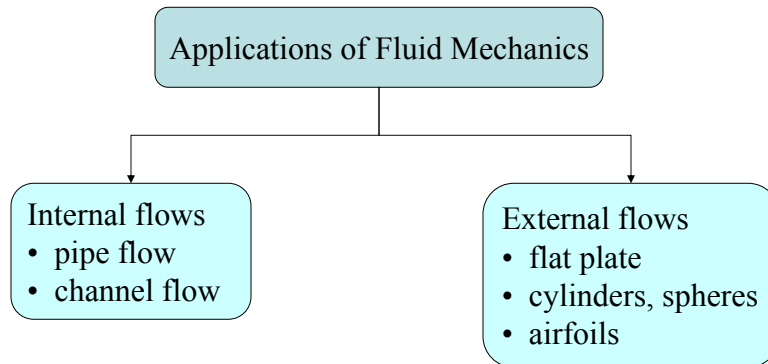 Applications of Fluid Mechanics
Internal flows
• pipe flow
• channel flow
External flows
• flat plate
• cylinders, spheres
• airfoils